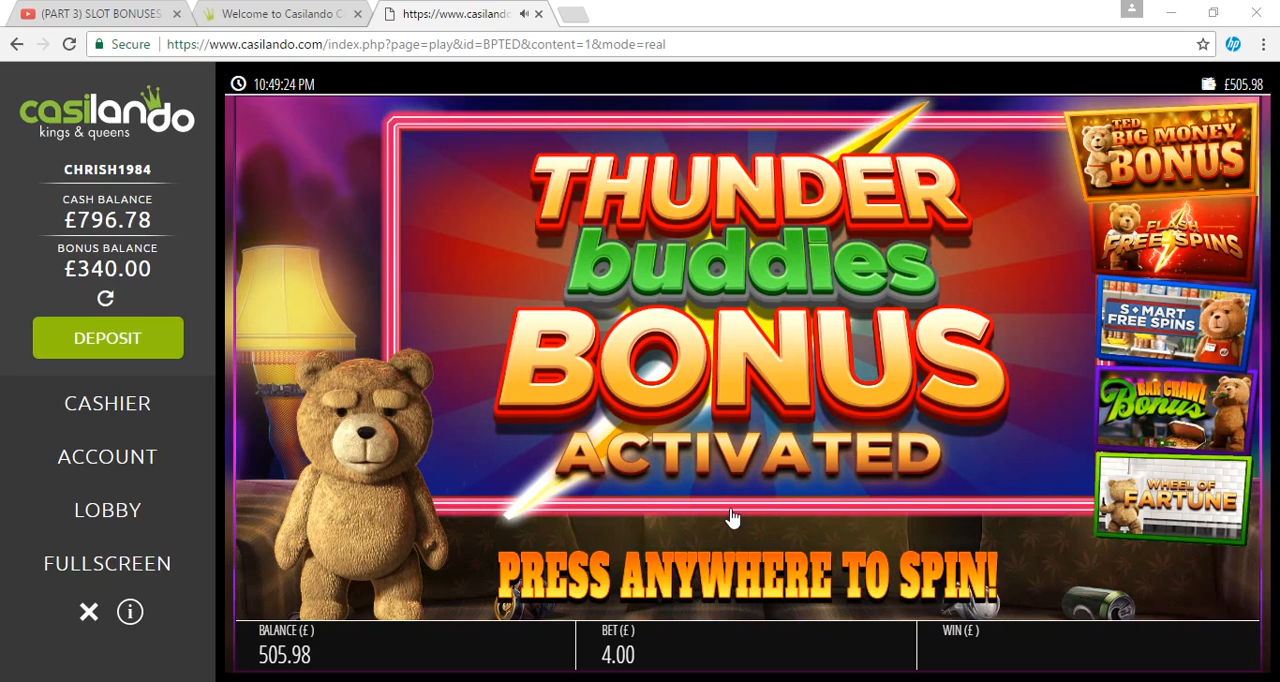 (PART 3) SLOT BONUSES
Welcome to Casilando C
https://www.casiland
Secure
https://www.casilando.com/index.php?page=play&id=BPTED&content=1&mode=real
hp
casilando
kings & queens
CHRISH1984
CASH BALANCE
£796.78
BONUS BALANCE
£340.00
DEPOSIT
CASHIER
ACCOUNT
LOBBY
FULLSCREEN
i
10:49:24 PM
£505.98
THUNDER
buddies
BONUS
ACTIVATED
PRESS ANYWHERE TO SPIN!
TED
BIG MONEY
BONUS
FLASH
FREE SPINS
S★MART
FREE SPINS
BAR CRAWL
Bonus
WHEEL OF
FARTUNE
BALANCE (£ )
505.98
BET (£ )
4.00
WIN (£ )